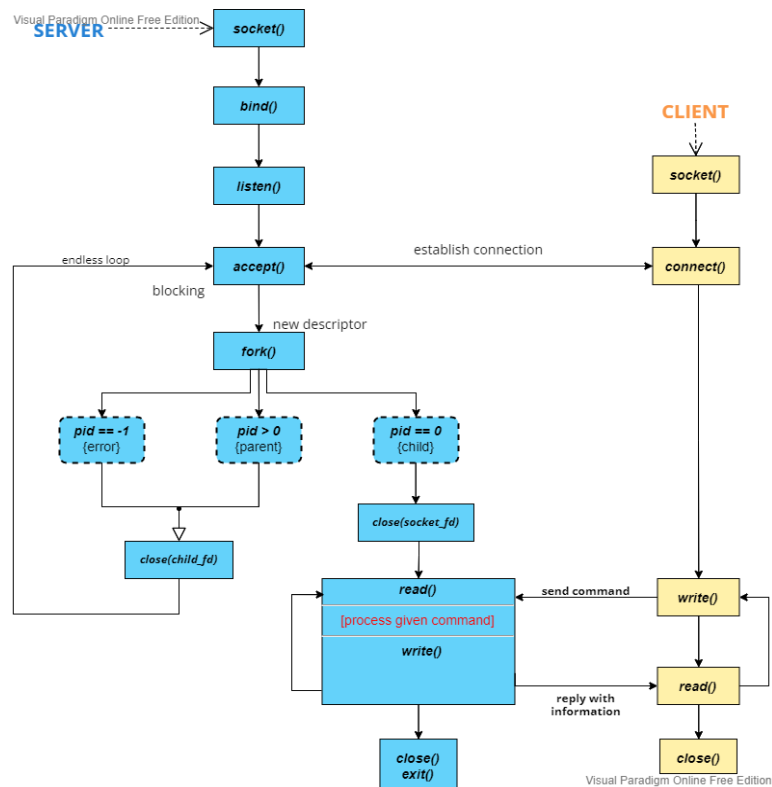 Visual Paradigm Online Free Edition
SERVER
socket()
bind()
CLIENT
socket()
listen()
establish connection
endless loop
accept()
connect()
blocking
new descriptor
fork()
pid == -1
{error}
pid > 0
{parent}
pid == 0
{child}
close(socket_fd)
close(child_fd)
read()
send command
write()
[process given command]
write()
read()
reply with
information
close()
exit()
close()
Visual Paradigm Online Free Edition